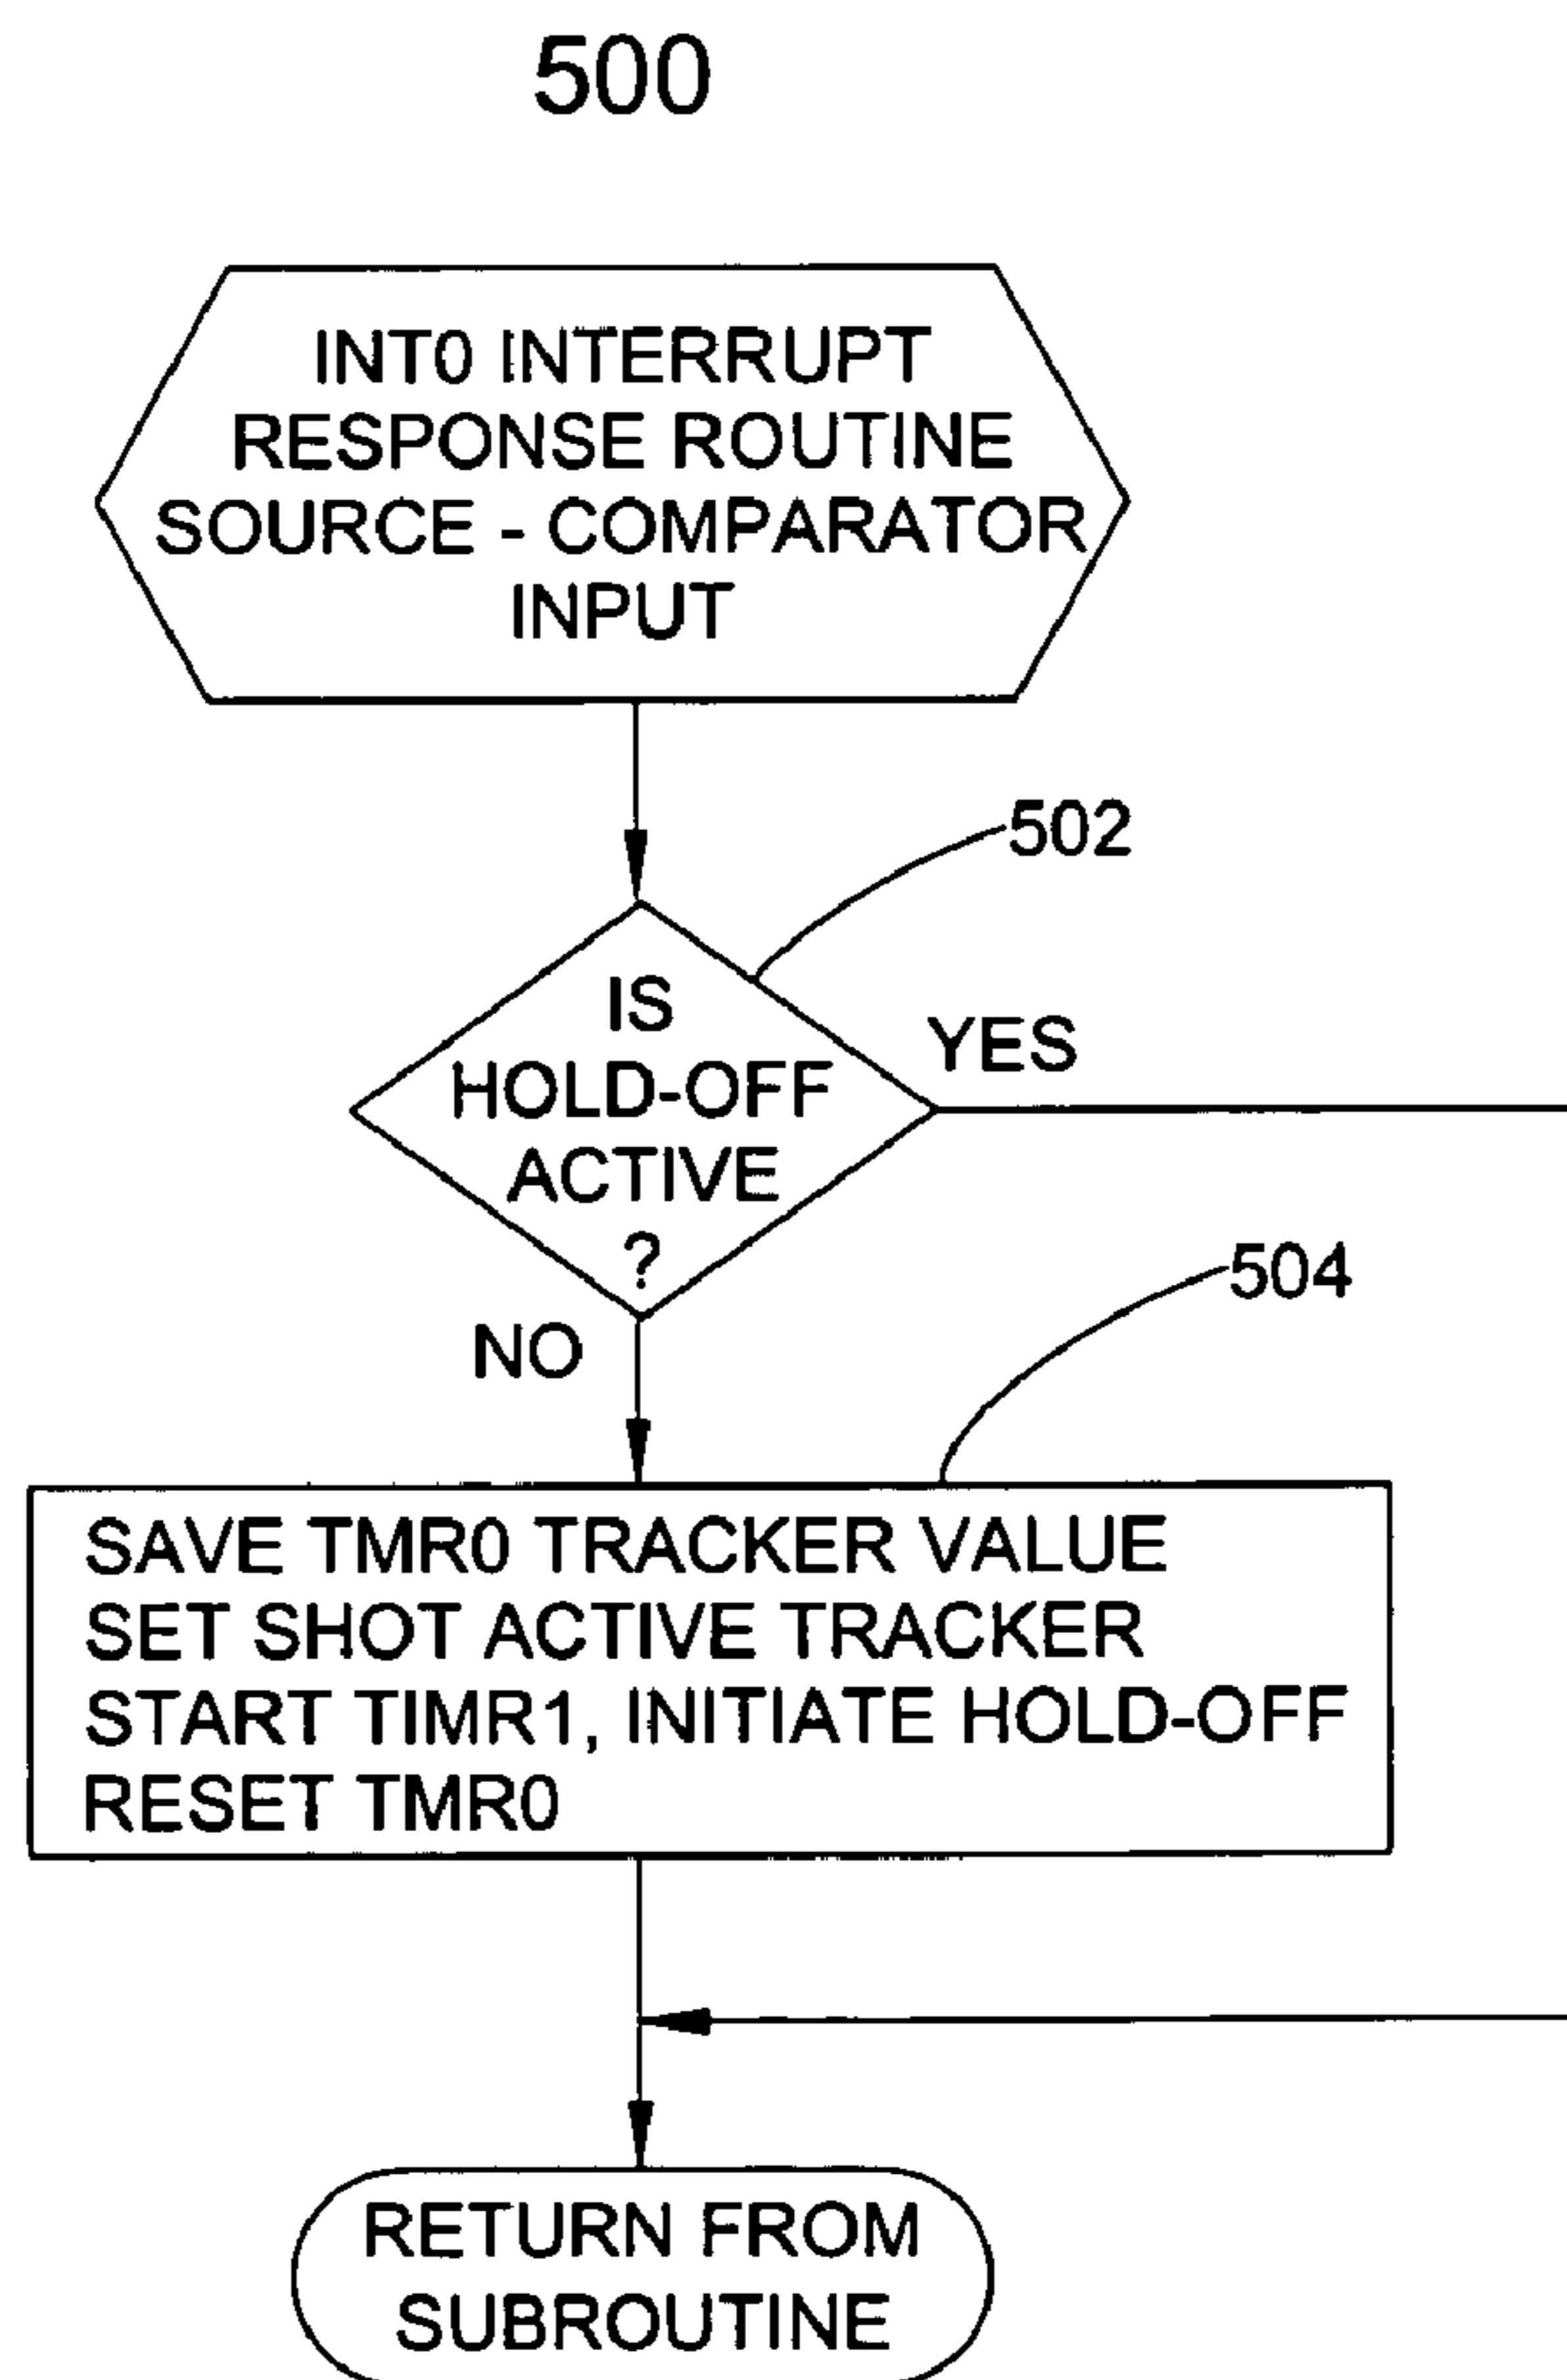 500
INT0 INTERRUPT
RESPONSE ROUTINE
SOURCE - COMPARATOR
INPUT
502
IS
HOLD-OFF
ACTIVE
?
YES
NO
504
SAVE TMR0 TRACKER VALUE
SET SHOT ACTIVE TRACKER
START TIMR1, INITIATE HOLD-OFF
RESET TMR0
RETURN FROM
SUBROUTINE